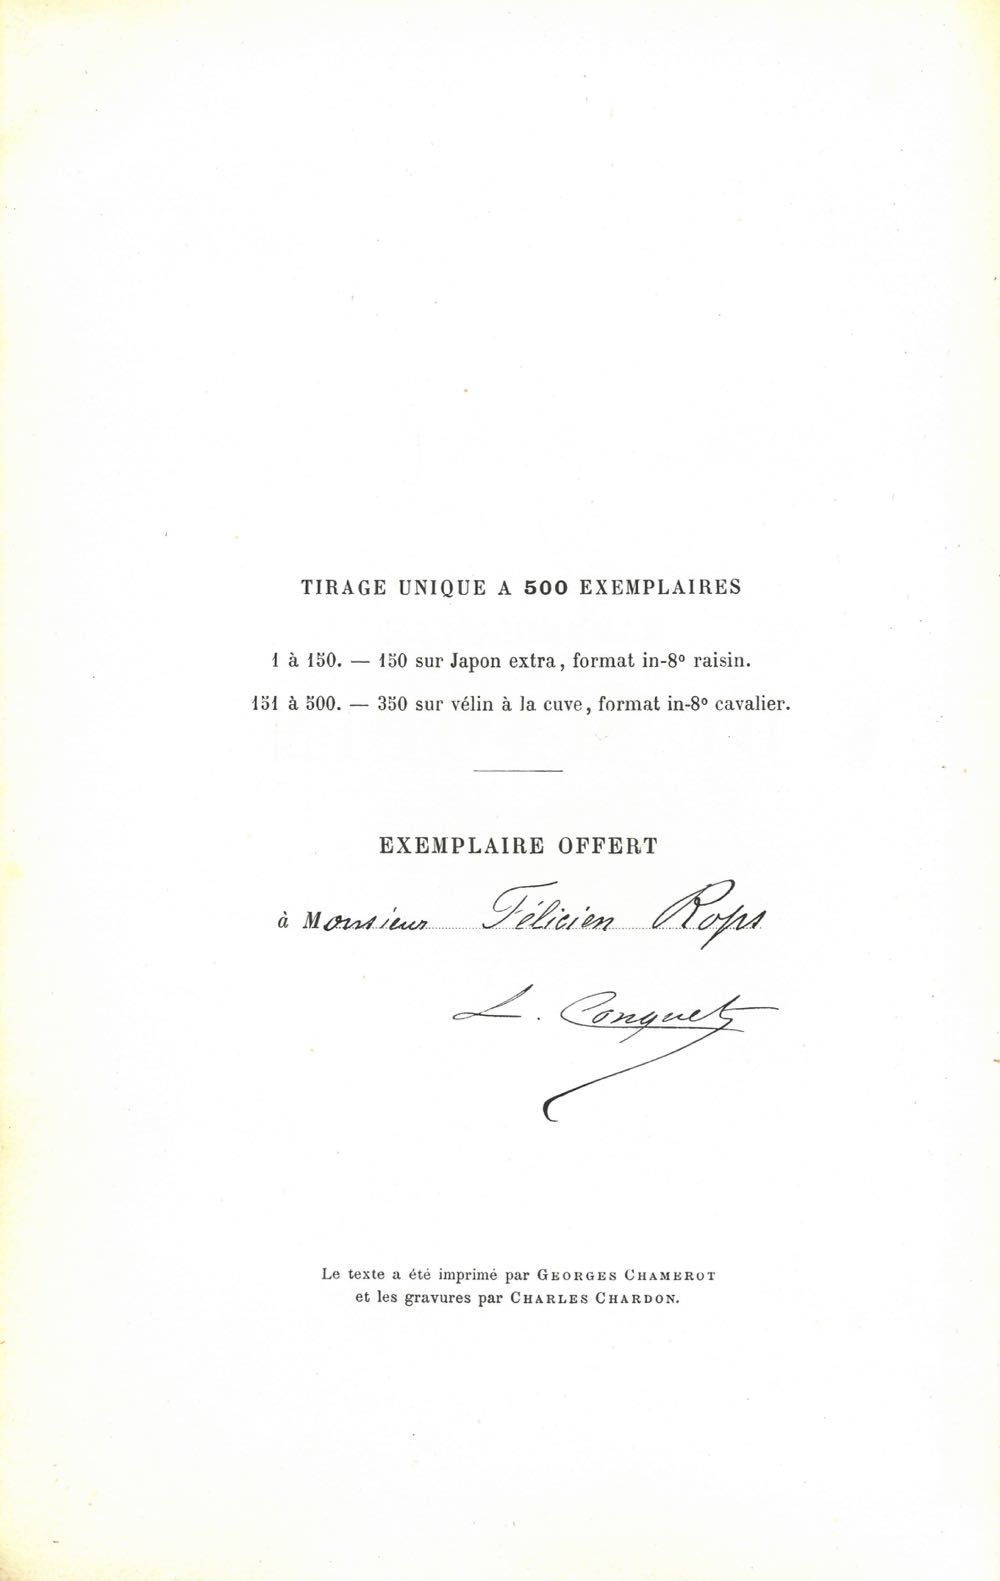 TIRAGE UNIQUE A 500 EXEMPLAIRES
1 à 150. — 150 sur Japon extra, format in-8º raisin.
151 à 500. — 350 sur vélin à la cuve, format in-8º cavalier.
EXEMPLAIRE OFFERT
à Monsieur Félicien Rops
L. Conquet
Le texte a été imprimé par GEORGES CHAMEROT
et les gravures par CHARLES CHARDON.